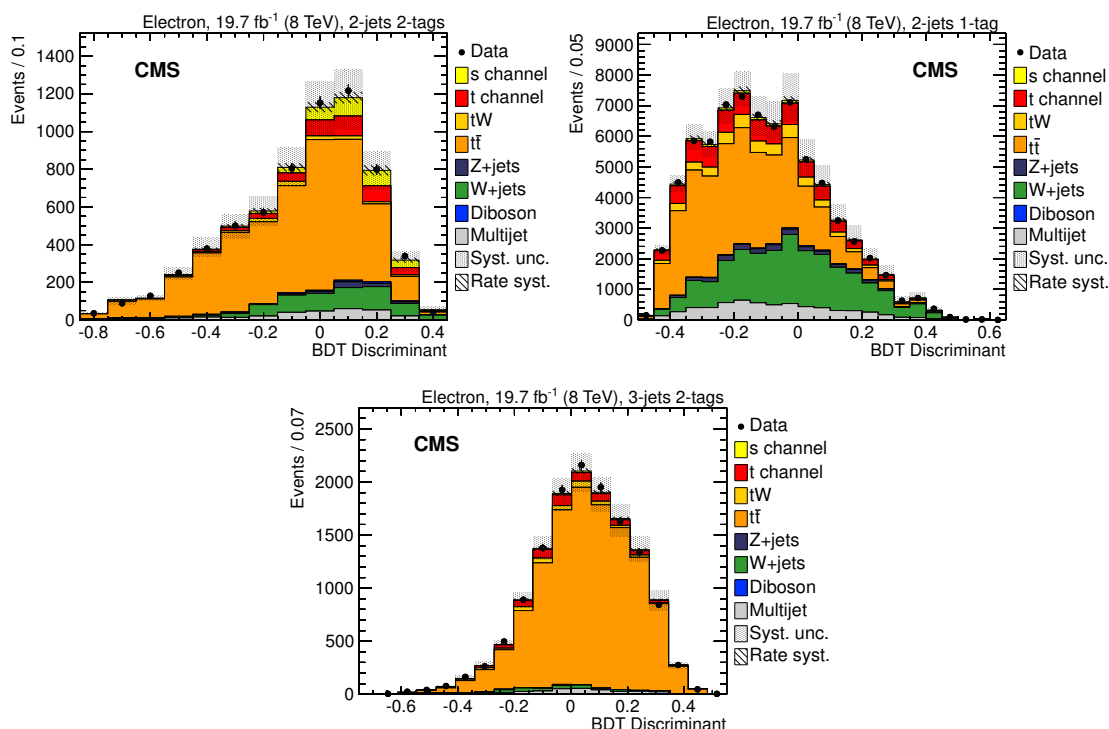 Electron, 19.7 fb⁻¹ (8 TeV), 2-jets 2-tags
Events / 0.1
1400
1200
1000
800
600
400
200
0
CMS
Data
s channel
t channel
tW
tt̄
Z+jets
W+jets
Diboson
Multijet
Syst. unc.
Rate syst.
-0.8 -0.6 -0.4 -0.2 0 0.2 0.4
BDT Discriminant
Electron, 19.7 fb⁻¹ (8 TeV), 2-jets 1-tag
Events / 0.05
9000
8000
7000
6000
5000
4000
3000
2000
1000
0
CMS
Data
s channel
t channel
tW
tt̄
Z+jets
W+jets
Diboson
Multijet
Syst. unc.
Rate syst.
-0.4 -0.2 0 0.2 0.4 0.6
BDT Discriminant
Electron, 19.7 fb⁻¹ (8 TeV), 3-jets 2-tags
Events / 0.07
2500
2000
1500
1000
500
0
CMS
Data
s channel
t channel
tW
tt̄
Z+jets
W+jets
Diboson
Multijet
Syst. unc.
Rate syst.
-0.6 -0.4 -0.2 0 0.2 0.4
BDT Discriminant